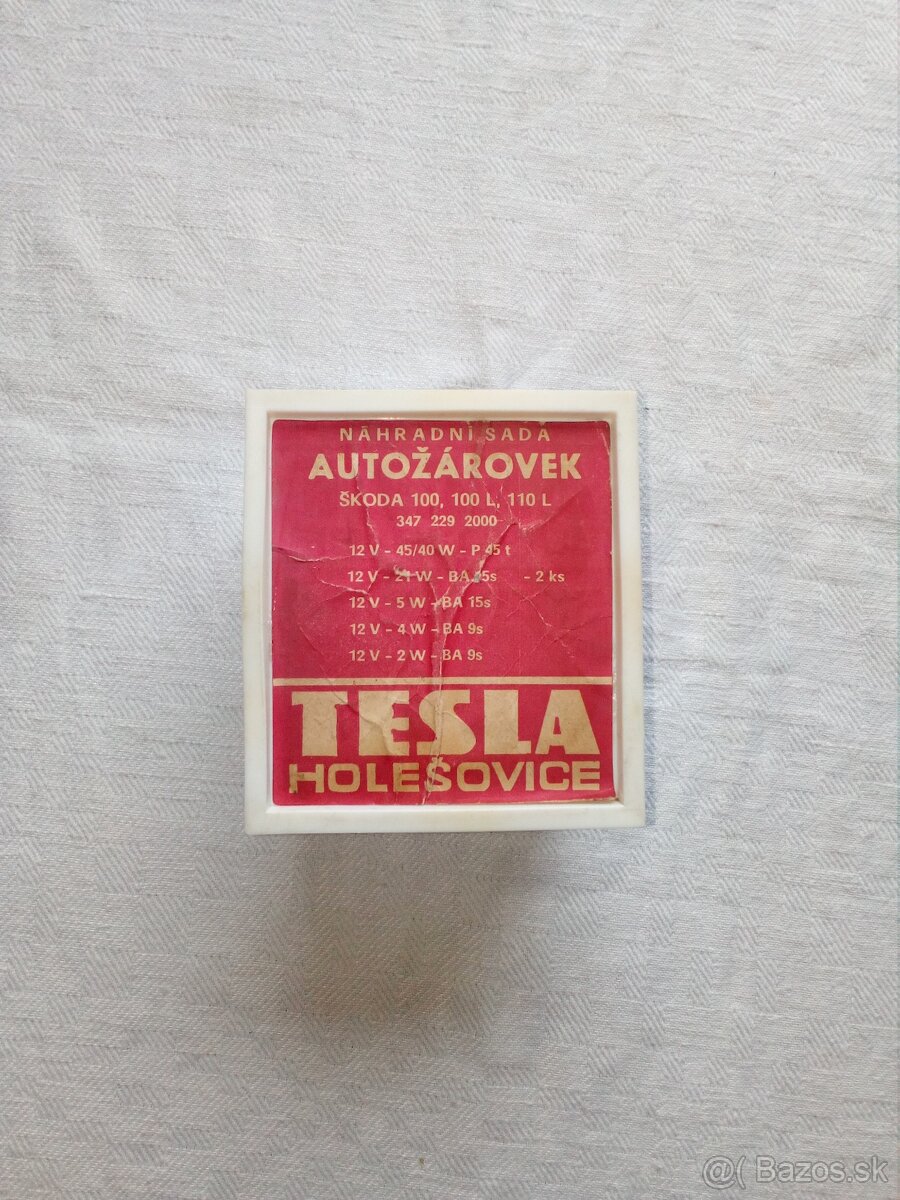 NÁHRADNÍ SADA
AUTOŽÁROVEK
ŠKODA 100, 100 L, 110 L
347 229 2000
12 V - 45/40 W - P 45 t
12 V - 21 W - BA 15s - 2 ks
12 V - 5 W - BA 15s
12 V - 4 W - BA 9s
12 V - 2 W - BA 9s
TESLA
HOLEŠOVICE
@( Bazos.sk